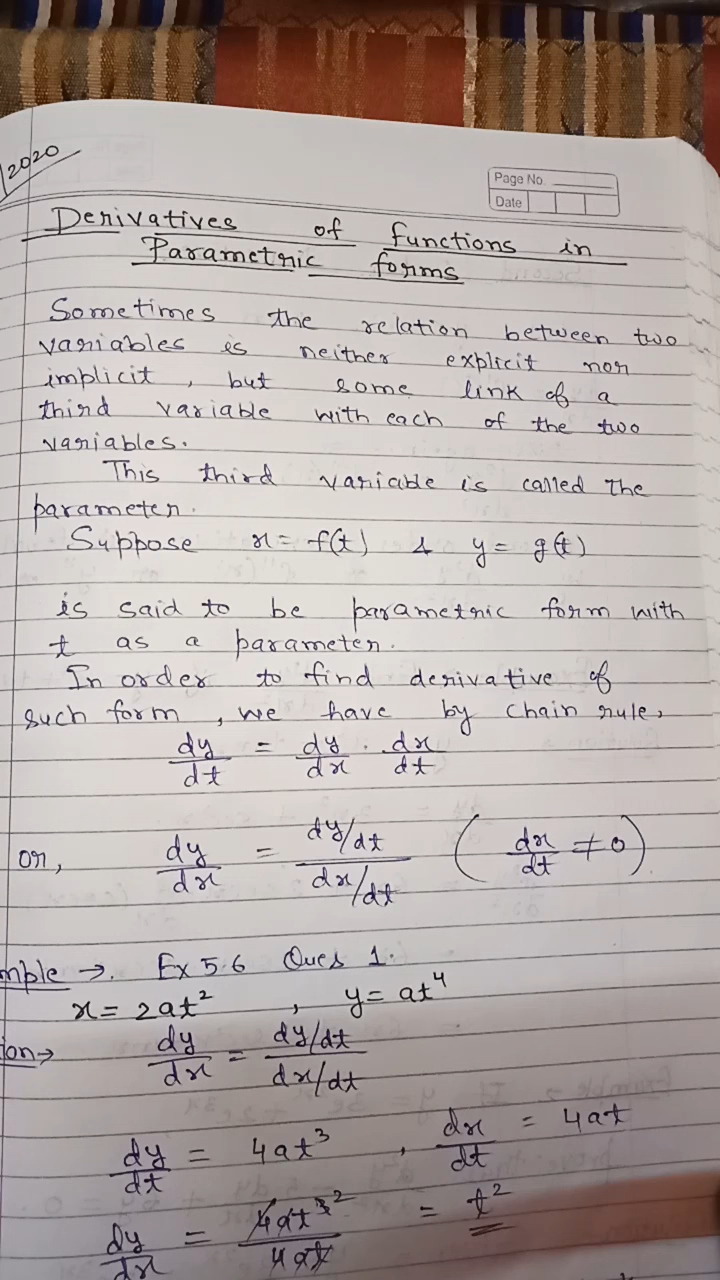 /2020
Page No.
Date
Derivatives of functions in
Parametric forms
Sometimes the relation between two
variables is neither explicit nor
implicit, but some link of a
third variable with each of the two
variables.
This third variable is called the
parameter.
Suppose x = f(t) & y = g(t)
is said to be parametric form with
t as a parameter.
In order to find derivative of
such form, we have by chain rule,
dy/dt = dy/dx . dx/dt
or, dy/dx = (dy/dt)/(dx/dt) (dx/dt ≠ 0)
mple → Ex 5.6 Ques 1.
x = 2at², y = at⁴
ion → dy/dx = (dy/dt)/(dx/dt)
dy/dt = 4at³, dx/dt = 4at
dy/dx = 4at³ ²/4at = t²